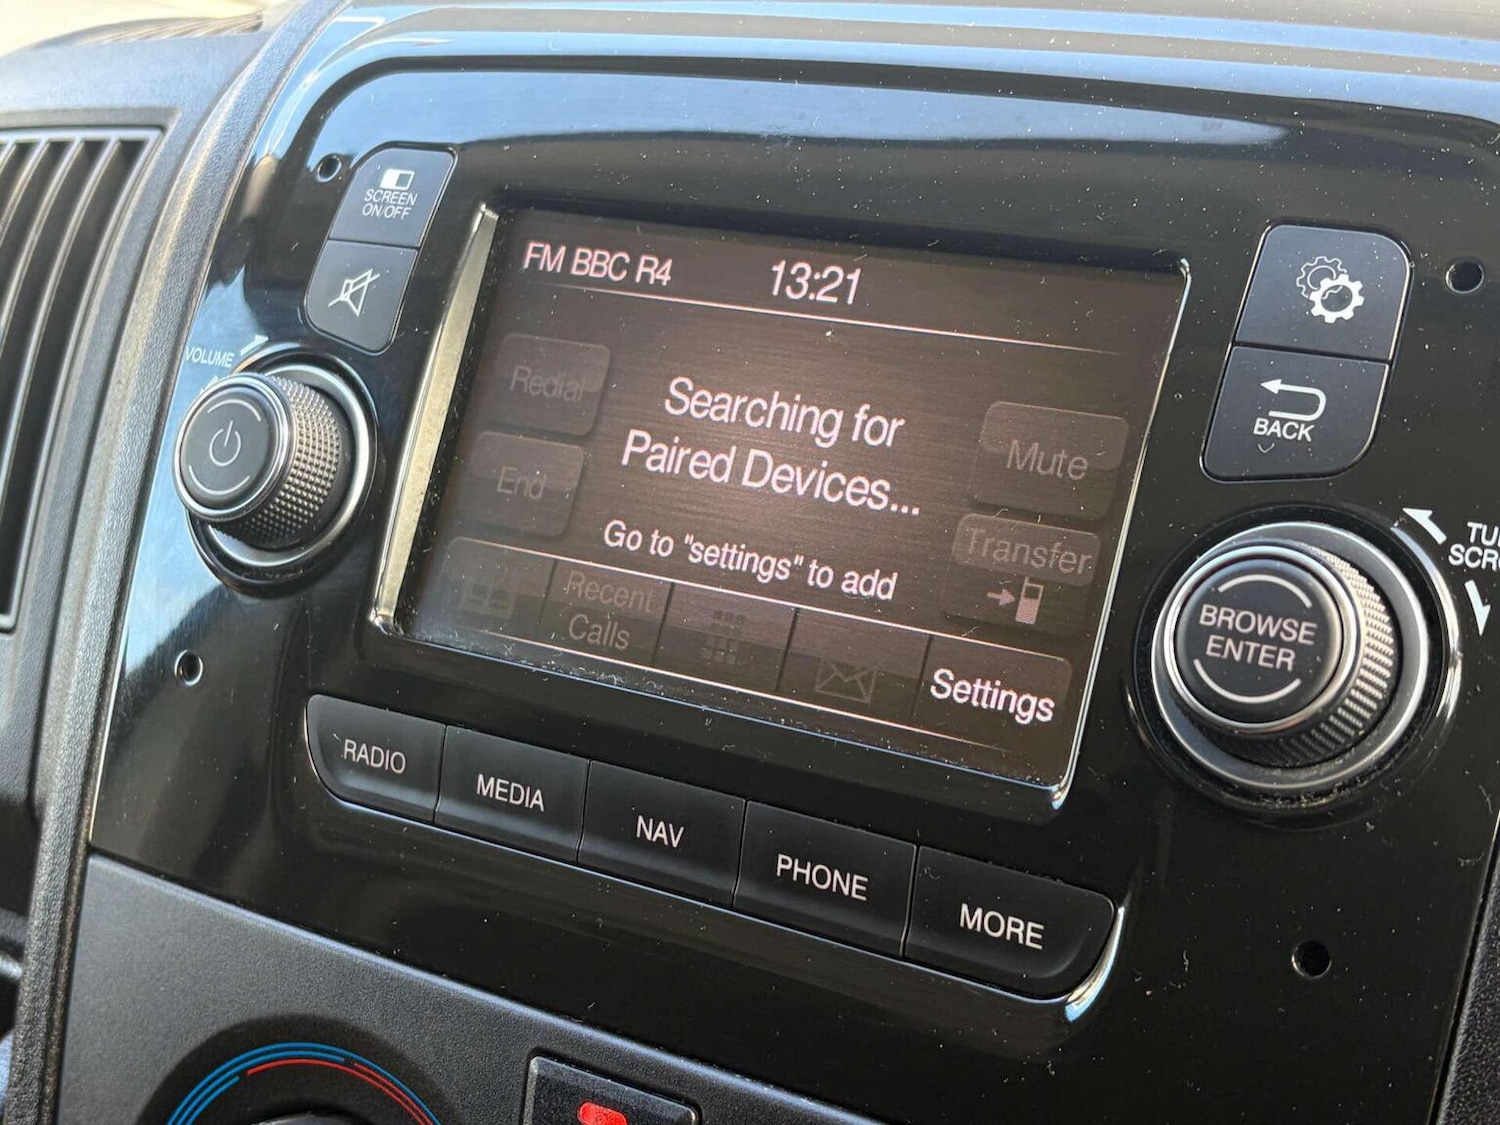 SCREEN
ON/OFF
VOLUME
FM BBC R4
13:21
Redial
Searching for
Paired Devices...
Mute
End
Go to "settings" to add
Transfer
Recent
Calls
Settings
BACK
BROWSE
ENTER
RADIO
MEDIA
NAV
PHONE
MORE